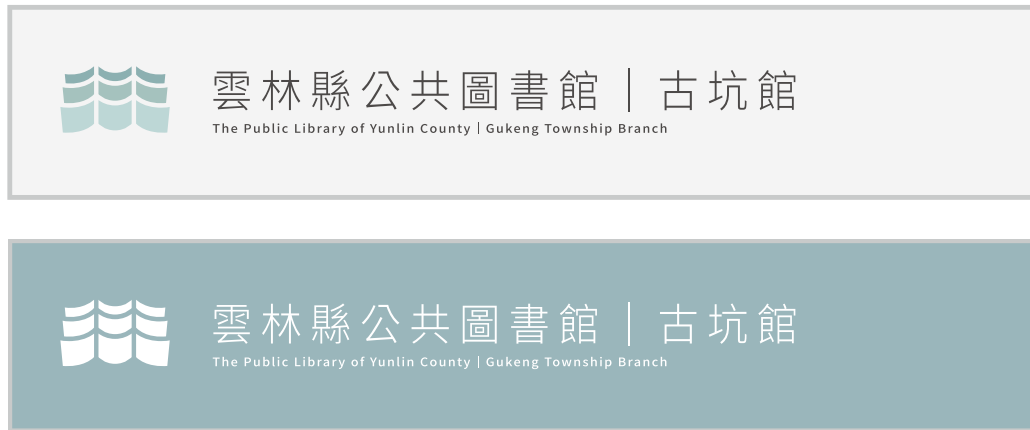 雲林縣公共圖書館｜古坑館
The Public Library of Yunlin County｜Gukeng Township Branch
雲林縣公共圖書館｜古坑館
The Public Library of Yunlin County｜Gukeng Township Branch